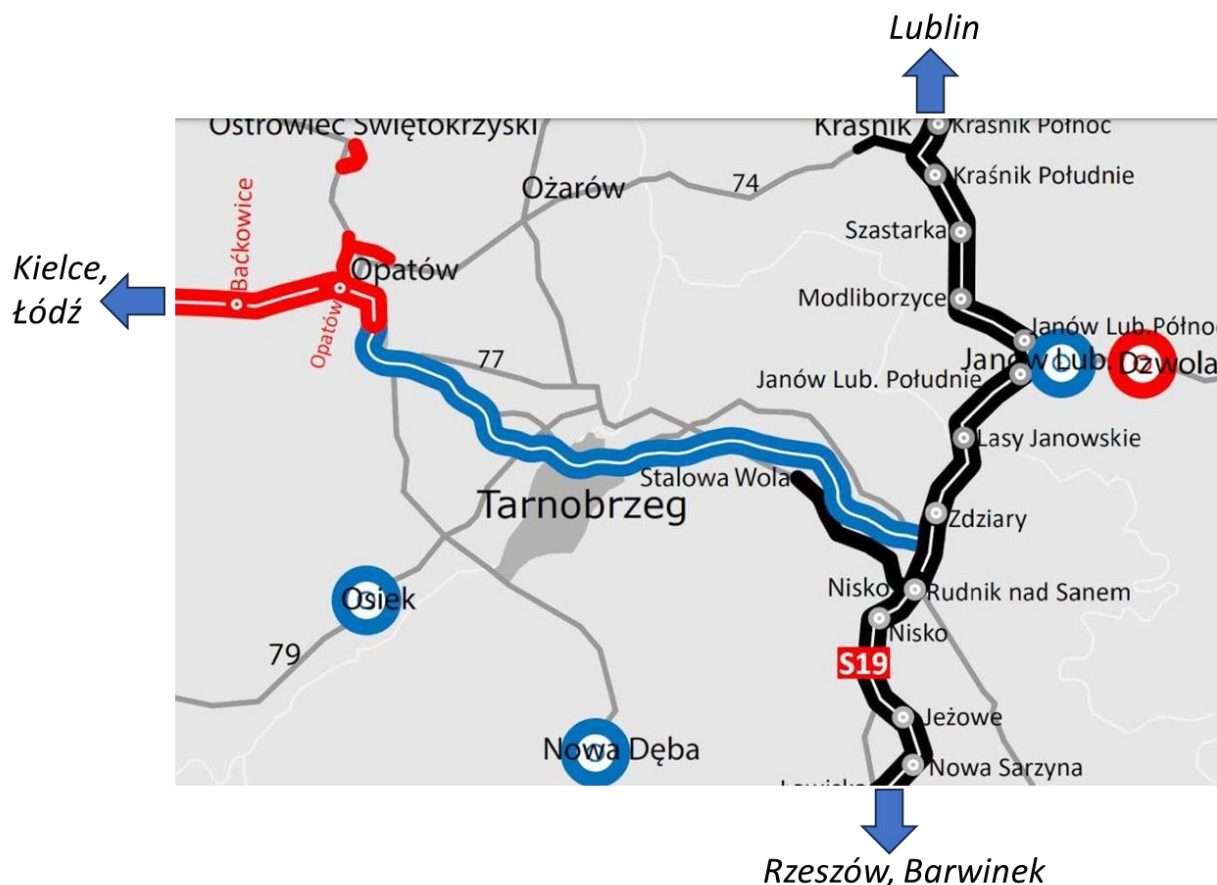 Lublin
Ostrowiec Świętokrzyski
Kraśnik
Kraśnik Północ
Ożarów
74
Kraśnik Południe
Baćkowice
Szastarka
Kielce,
Łódź
Opatów
Opatów
Modliborzyce
Janów Lub.Północ
77
Janów Lub.
Dzwola
Janów Lub. Południe
Lasy Janowskie
Stalowa Wola
Tarnobrzeg
Zdziary
Osiek
Nisko
Rudnik nad Sanem
Nisko
79
S19
Jeżowe
Nowa Dęba
Nowa Sarzyna
Rzeszów, Barwinek